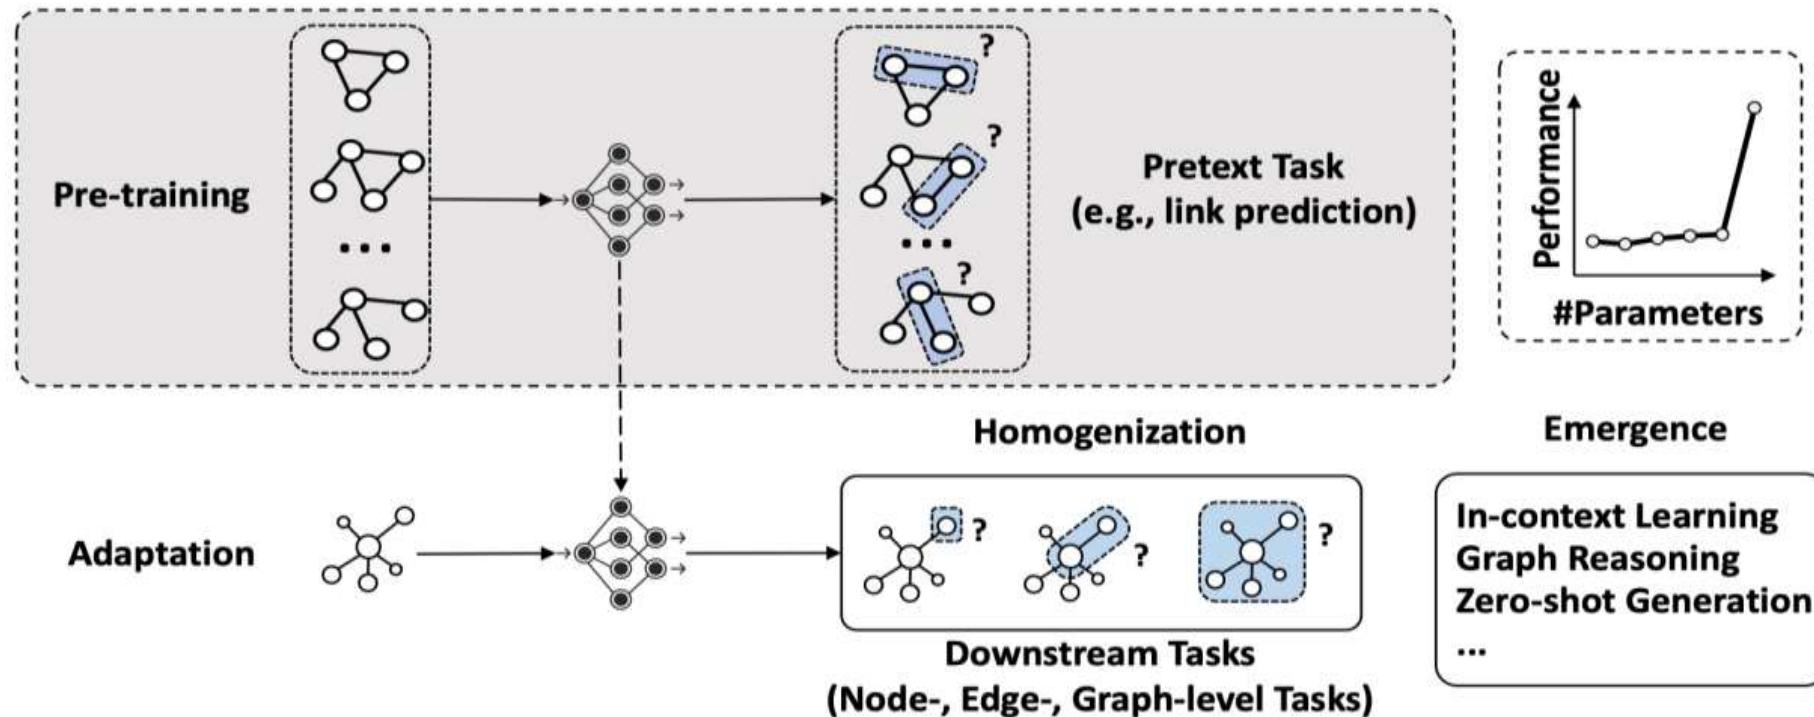 Pre-training
...
?
?
...
?
Pretext Task
(e.g., link prediction)
Performance
#Parameters
Homogenization
Emergence
Adaptation
?
?
?
Downstream Tasks
(Node-, Edge-, Graph-level Tasks)
In-context Learning
Graph Reasoning
Zero-shot Generation
...